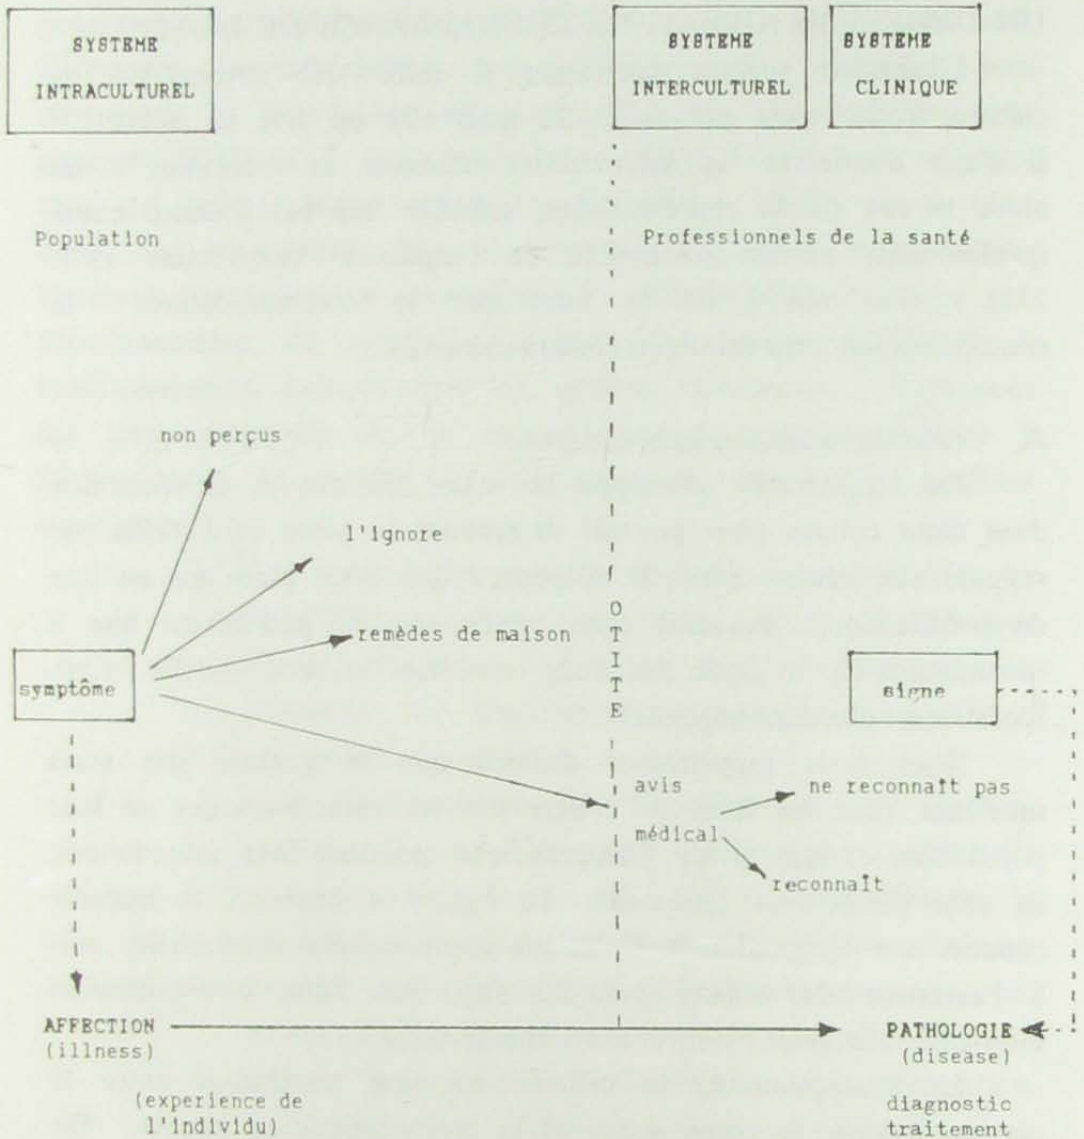 SYSTEME
INTRACULTUREL
SYSTEME
INTERCULTUREL
SYSTEME
CLINIQUE
Population
Professionnels de la santé
non perçus
l'ignore
remèdes de maison
OTITE
symptôme
signe
avis
médical
ne reconnaît pas
reconnaît
AFFECTION
(illness)
PATHOLOGIE
(disease)
(experience de
l'individu)
diagnostic
traitement